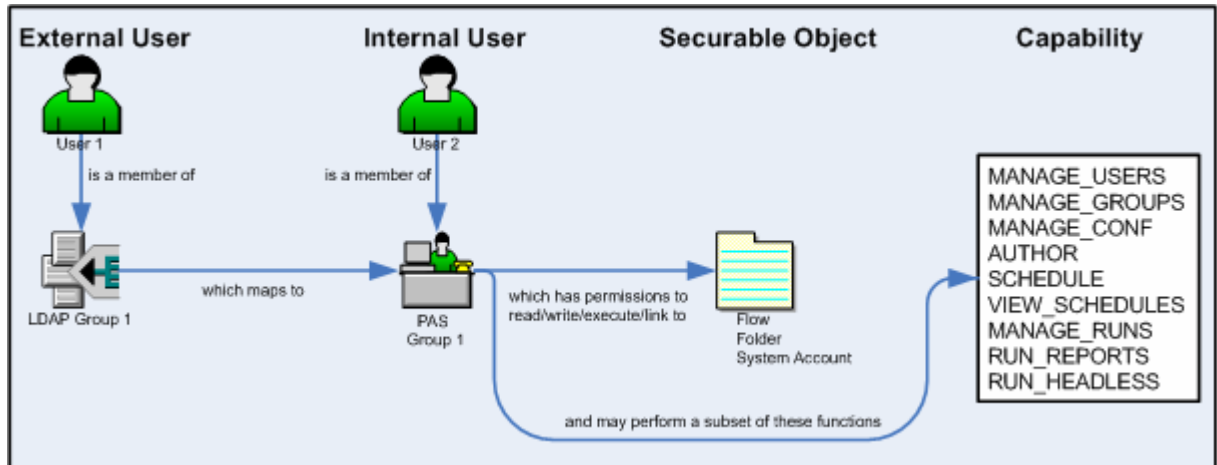 External User
Internal User
Securable Object
Capability
User 1
User 2
is a member of
is a member of
LDAP Group 1
which maps to
PAS
Group 1
which has permissions to
read/write/execute/link to
Flow
Folder
System Account
and may perform a subset of these functions
MANAGE_USERS
MANAGE_GROUPS
MANAGE_CONF
AUTHOR
SCHEDULE
VIEW_SCHEDULES
MANAGE_RUNS
RUN_REPORTS
RUN_HEADLESS